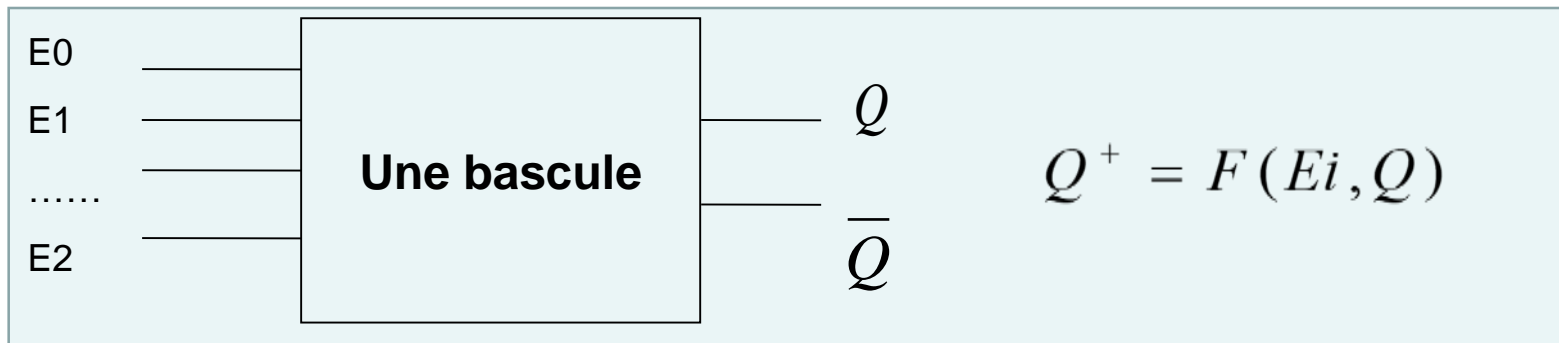 E0
E1
……
E2
Une bascule
Q
Q̅
Q⁺ = F(Ei,Q)